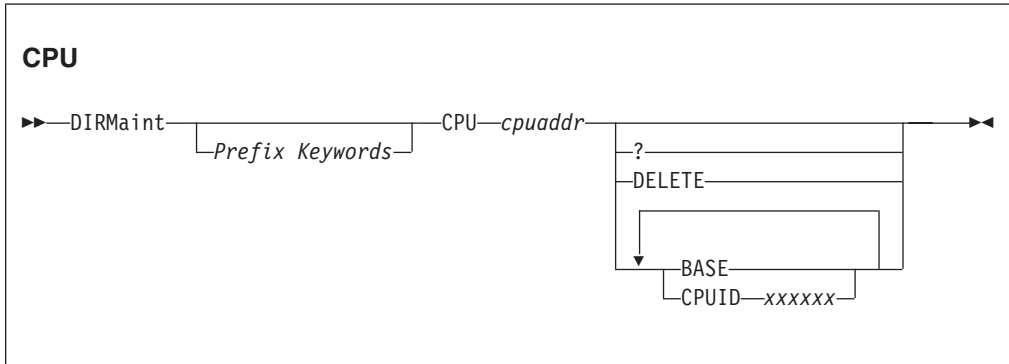 CPU
DIRMaint Prefix Keywords CPU cpuaddr
?
DELETE
BASE
CPUID xxxxxx